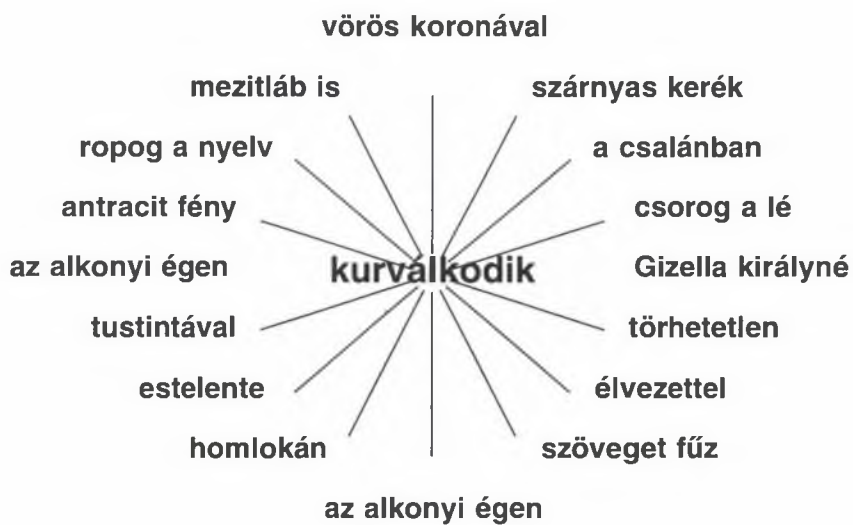 vörös koronával
mezitláb is szárnyas kerék
ropog a nyelv a csalánban
antracit fény csorog a lé
az alkonyi égen kurválkodik Gizella királyné
tustintával törhetetlen
estelente élvezettel
homlokán szöveget fűz
az alkonyi égen